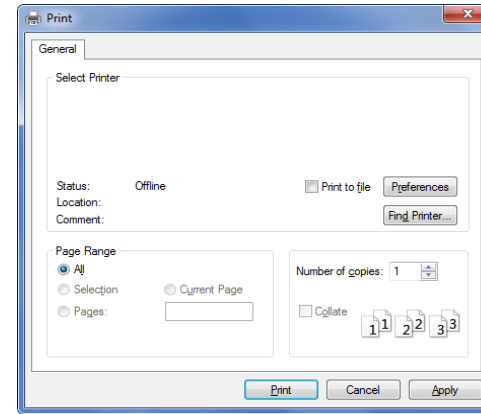 Print
General
Select Printer
Status: Offline
Print to file
Preferences
Location:
Comment:
Find Printer...
Page Range
All
Selection
Current Page
Pages:
Number of copies: 1
Collate
1 1 2 2 3 3
Print
Cancel
Apply